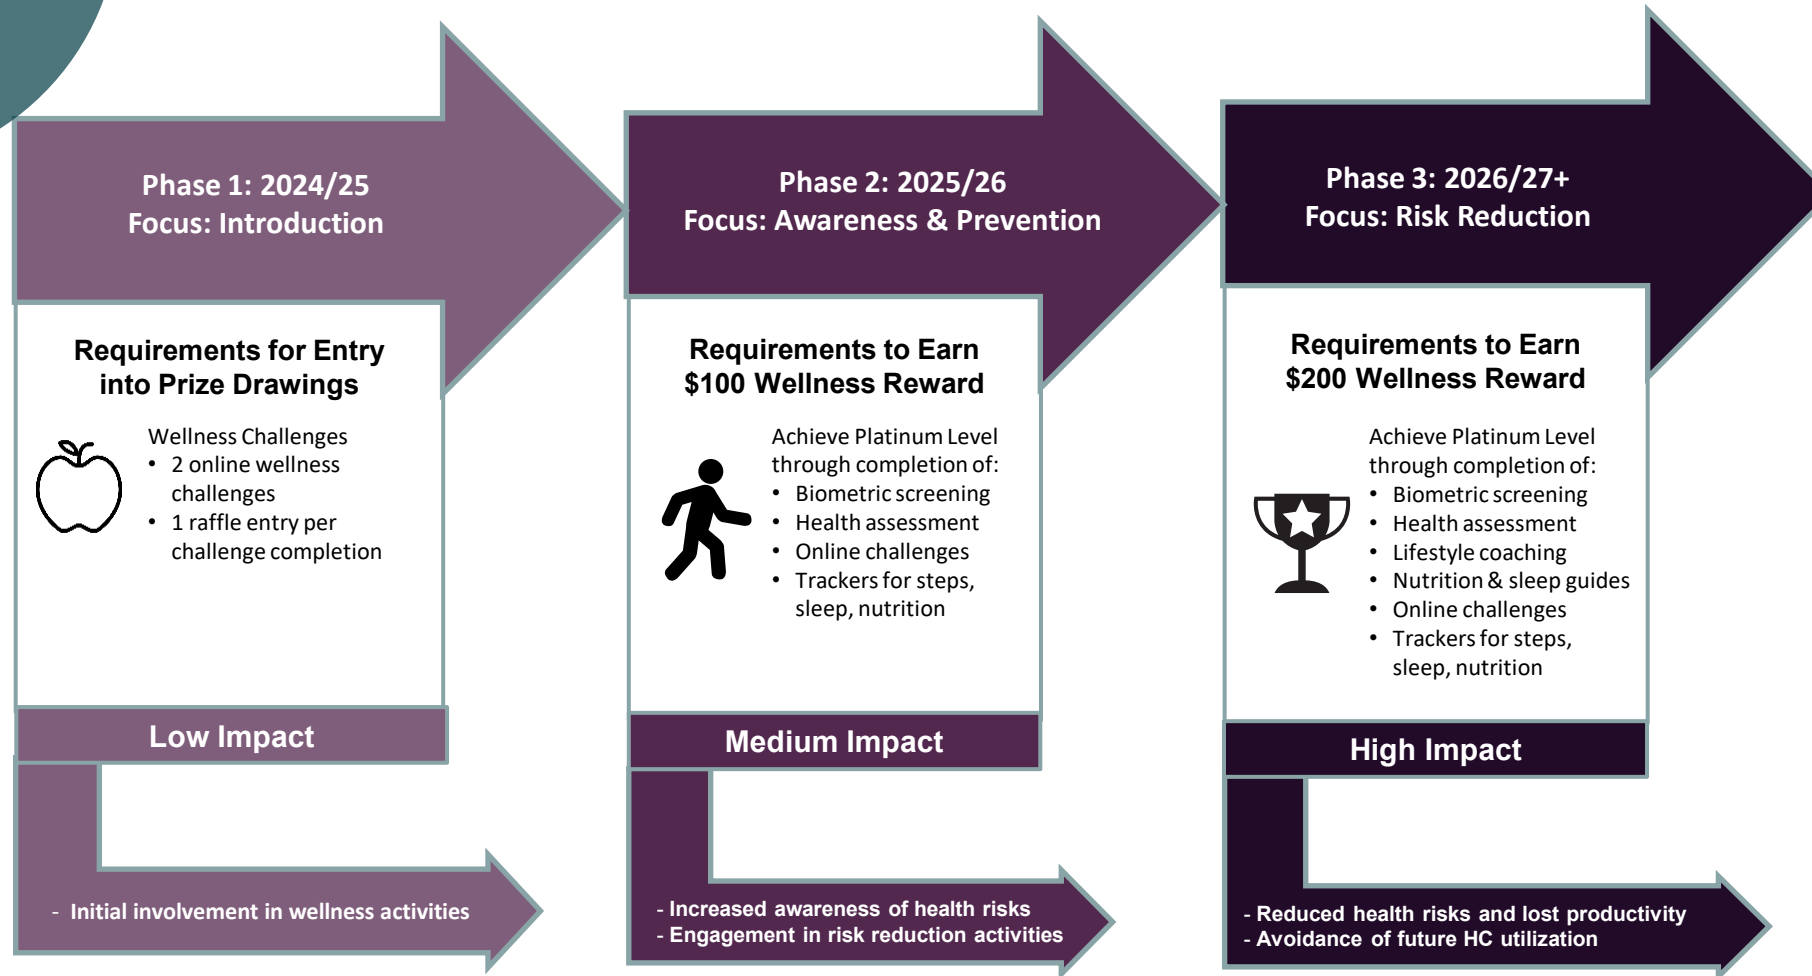 Phase 1: 2024/25
Focus: Introduction
Requirements for Entry
into Prize Drawings
Wellness Challenges
• 2 online wellness
challenges
• 1 raffle entry per
challenge completion
Low Impact
- Initial involvement in wellness activities
Phase 2: 2025/26
Focus: Awareness & Prevention
Requirements to Earn
$100 Wellness Reward
Achieve Platinum Level
through completion of:
• Biometric screening
• Health assessment
• Online challenges
• Trackers for steps,
sleep, nutrition
Medium Impact
- Increased awareness of health risks
- Engagement in risk reduction activities
Phase 3: 2026/27+
Focus: Risk Reduction
Requirements to Earn
$200 Wellness Reward
Achieve Platinum Level
through completion of:
• Biometric screening
• Health assessment
• Lifestyle coaching
• Nutrition & sleep guides
• Online challenges
• Trackers for steps,
sleep, nutrition
High Impact
- Reduced health risks and lost productivity
- Avoidance of future HC utilization